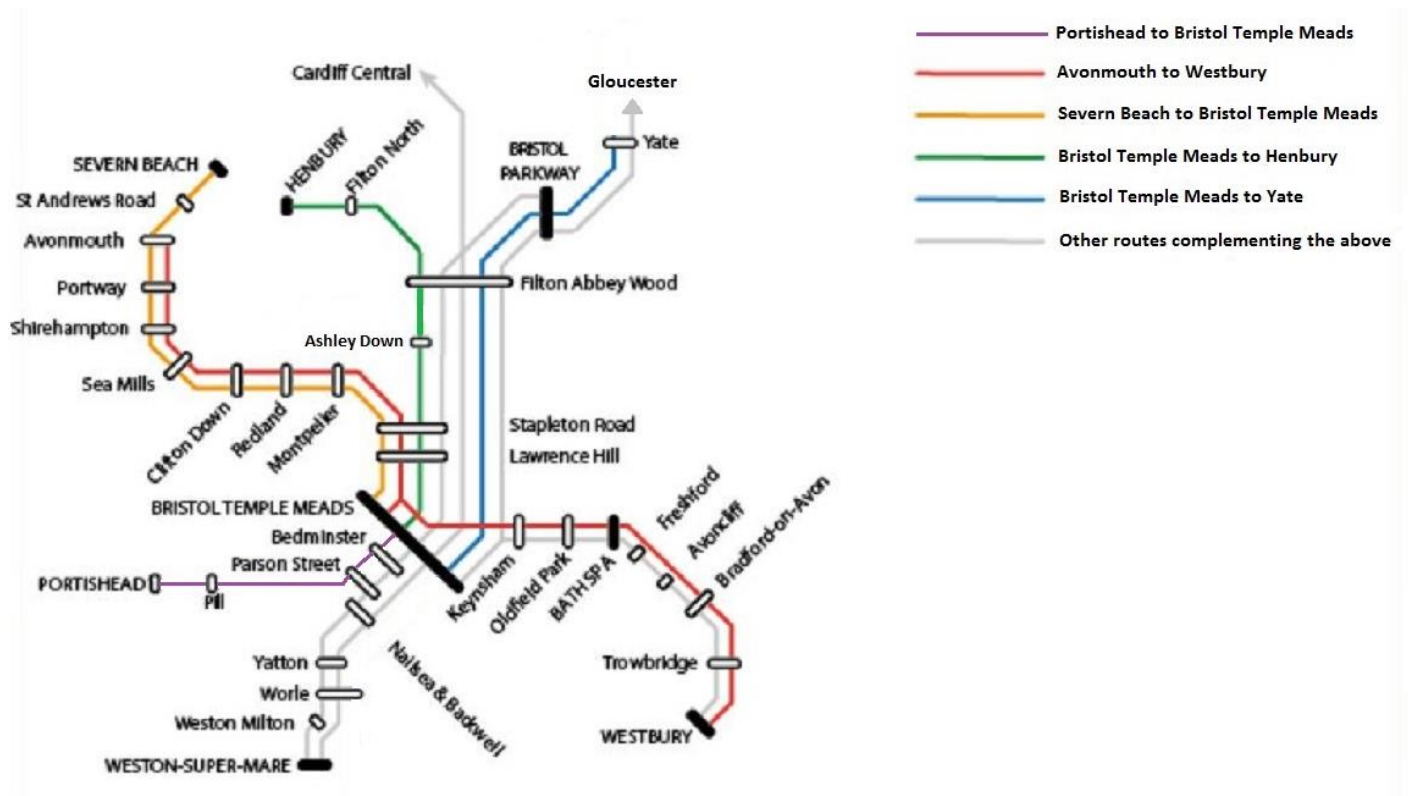 Portishead to Bristol Temple Meads
Avonmouth to Westbury
Severn Beach to Bristol Temple Meads
Bristol Temple Meads to Henbury
Bristol Temple Meads to Yate
Other routes complementing the above
Cardiff Central
Gloucester
Yate
BRISTOL
PARKWAY
HENBURY
Filton North
SEVERN BEACH
St Andrews Road
Avonmouth
Portway
Shirehampton
Sea Mills
Clifton Down
Redland
Montpelier
Filton Abbey Wood
Ashley Down
Stapleton Road
Lawrence Hill
BRISTOL TEMPLE MEADS
Bedminster
Parson Street
PORTISHEAD
Pill
Keynsham
Oldfield Park
BATH SPA
Freshford
Avoncliff
Bradford-on-Avon
Trowbridge
WESTBURY
Nailsea & Backwell
Yatton
Worle
Weston Milton
WESTON-SUPER-MARE